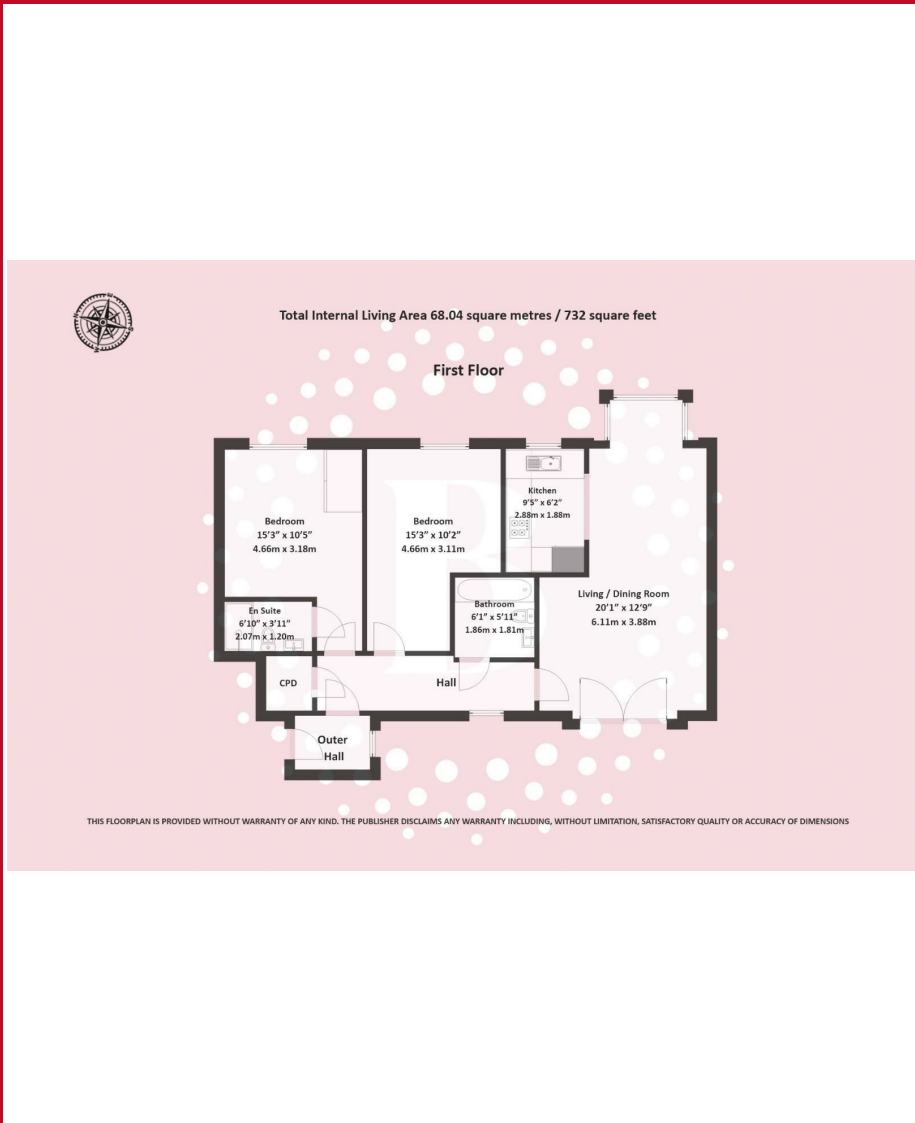 Total Internal Living Area 68.04 square metres / 732 square feet
First Floor
Bedroom
15'3" x 10'5"
4.66m x 3.18m
Bedroom
15'3" x 10'2"
4.66m x 3.11m
Kitchen
9'5" x 6'2"
2.88m x 1.88m
Living / Dining Room
20'1" x 12'9"
6.11m x 3.88m
En Suite
6'10" x 3'11"
2.07m x 1.20m
Bathroom
6'1" x 5'11"
1.86m x 1.81m
CPD
Hall
Outer
Hall
THIS FLOORPLAN IS PROVIDED WITHOUT WARRANTY OF ANY KIND. THE PUBLISHER DISCLAIMS ANY WARRANTY INCLUDING, WITHOUT LIMITATION, SATISFACTORY QUALITY OR ACCURACY OF DIMENSIONS